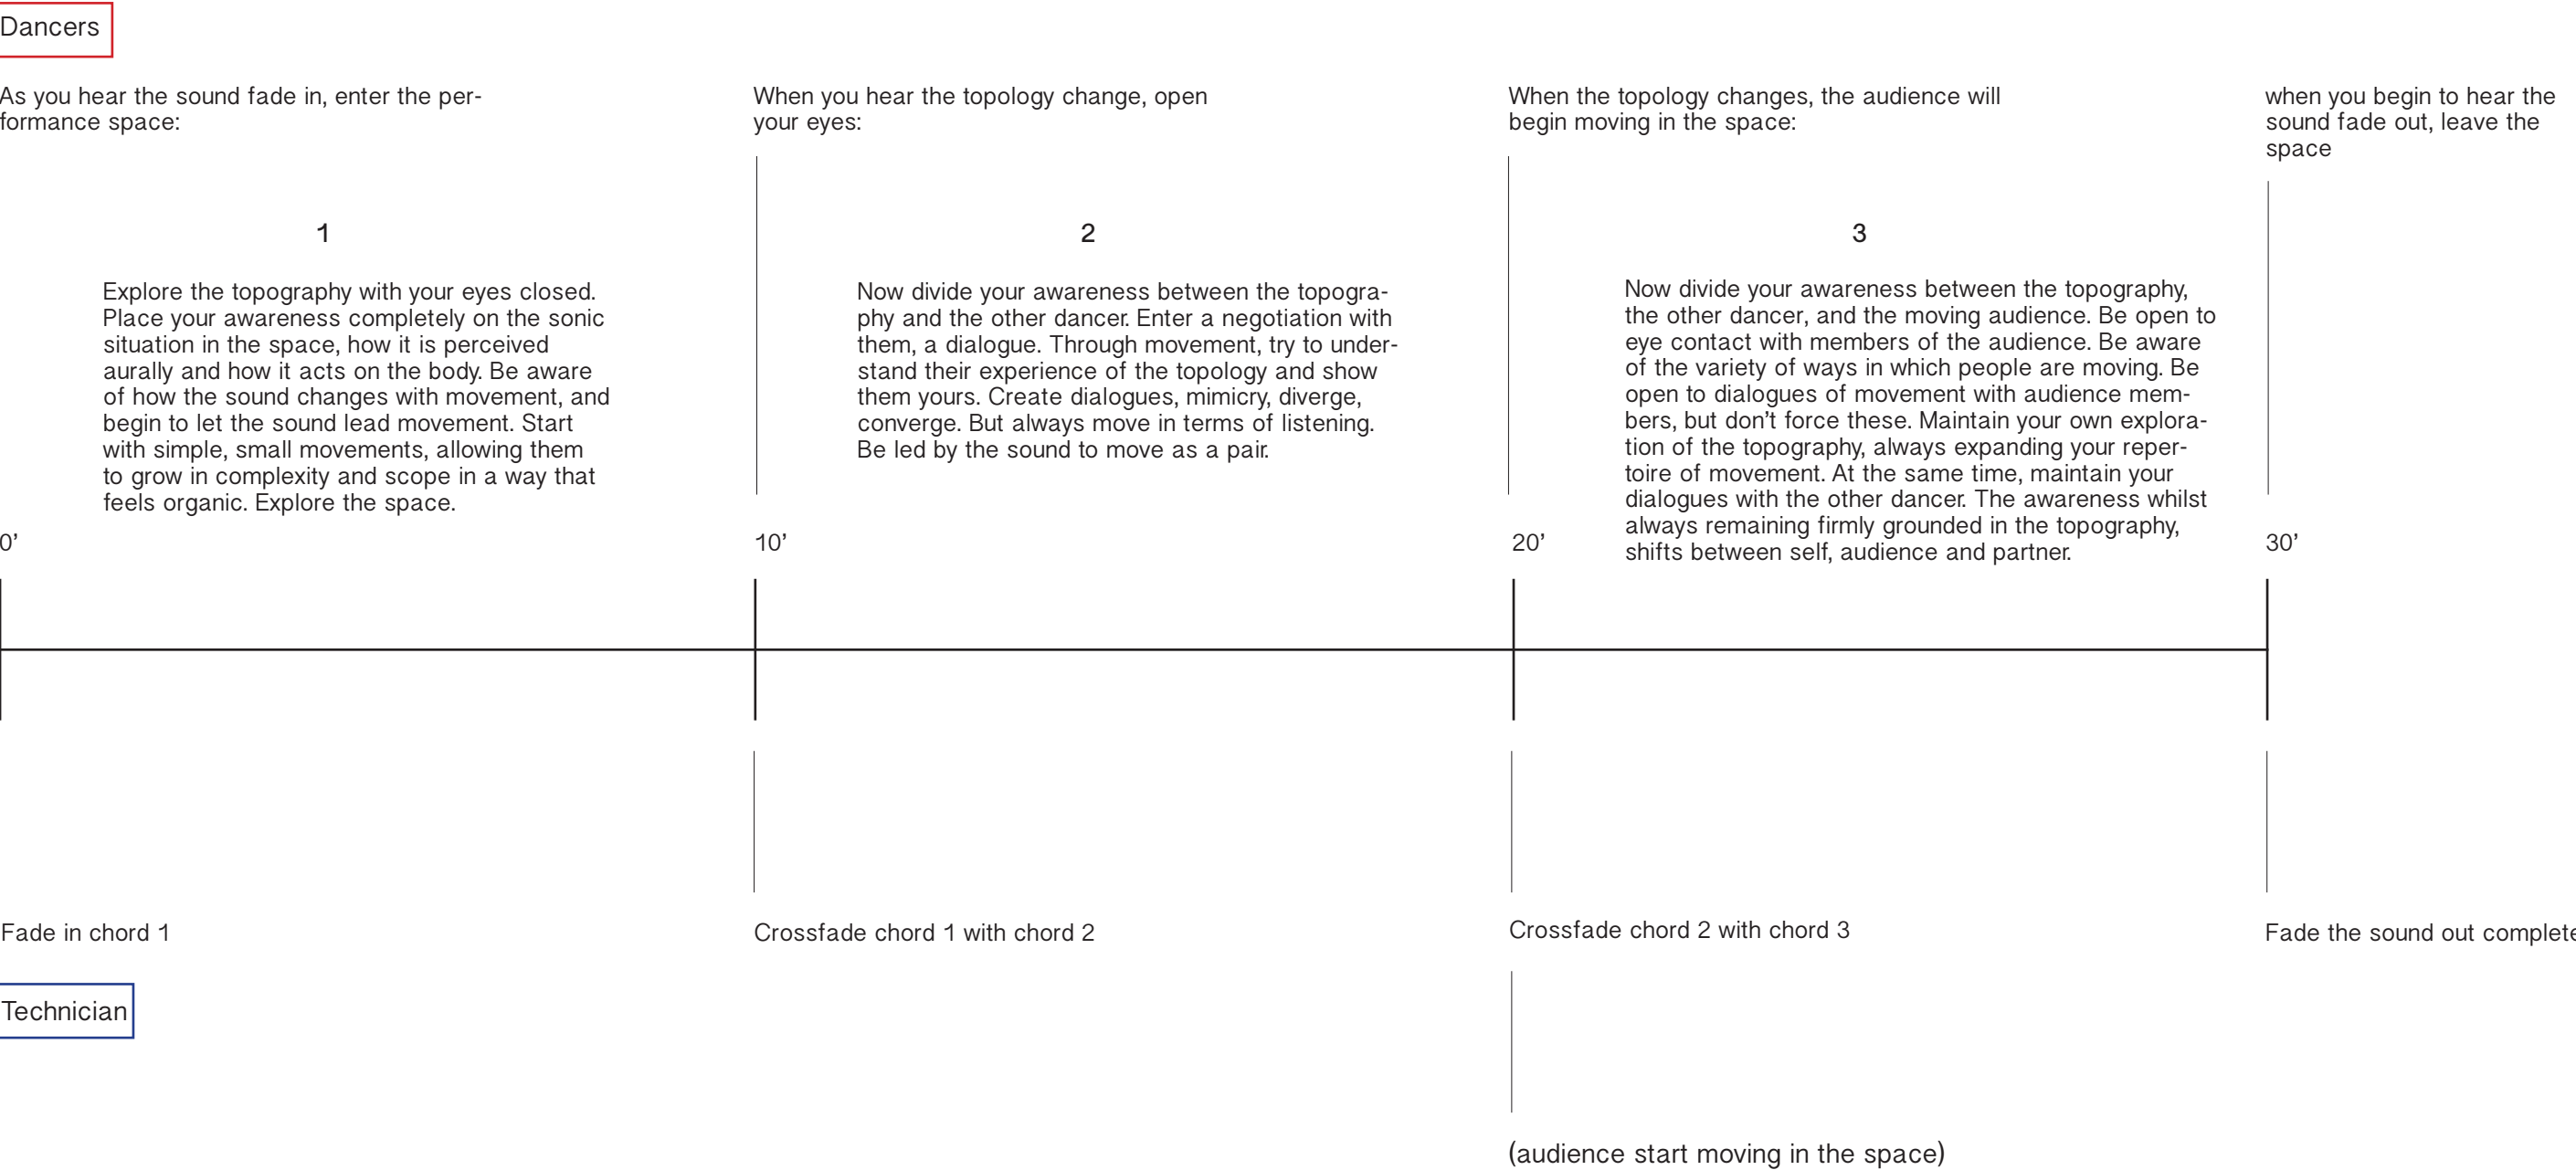 Dancers
As you hear the sound fade in, enter the per-
formance space:
When you hear the topology change, open
your eyes:
When the topology changes, the audience will
begin moving in the space:
when you begin to hear the
sound fade out, leave the
space
1
Explore the topography with your eyes closed.
Place your awareness completely on the sonic
situation in the space, how it is perceived
aurally and how it acts on the body. Be aware
of how the sound changes with movement, and
begin to let the sound lead movement. Start
with simple, small movements, allowing them
to grow in complexity and scope in a way that
feels organic. Explore the space.
2
Now divide your awareness between the topogra-
phy and the other dancer. Enter a negotiation with
them, a dialogue. Through movement, try to under-
stand their experience of the topology and show
them yours. Create dialogues, mimicry, diverge,
converge. But always move in terms of listening.
Be led by the sound to move as a pair.
3
Now divide your awareness between the topography,
the other dancer, and the moving audience. Be open to
eye contact with members of the audience. Be aware
of the variety of ways in which people are moving. Be
open to dialogues of movement with audience mem-
bers, but don’t force these. Maintain your own explora-
tion of the topography, always expanding your reper-
toire of movement. At the same time, maintain your
dialogues with the other dancer. The awareness whilst
always remaining firmly grounded in the topography,
shifts between self, audience and partner.
0’
10’
20’
30’
Fade in chord 1
Crossfade chord 1 with chord 2
Crossfade chord 2 with chord 3
Fade the sound out complete
Technician
(audience start moving in the space)